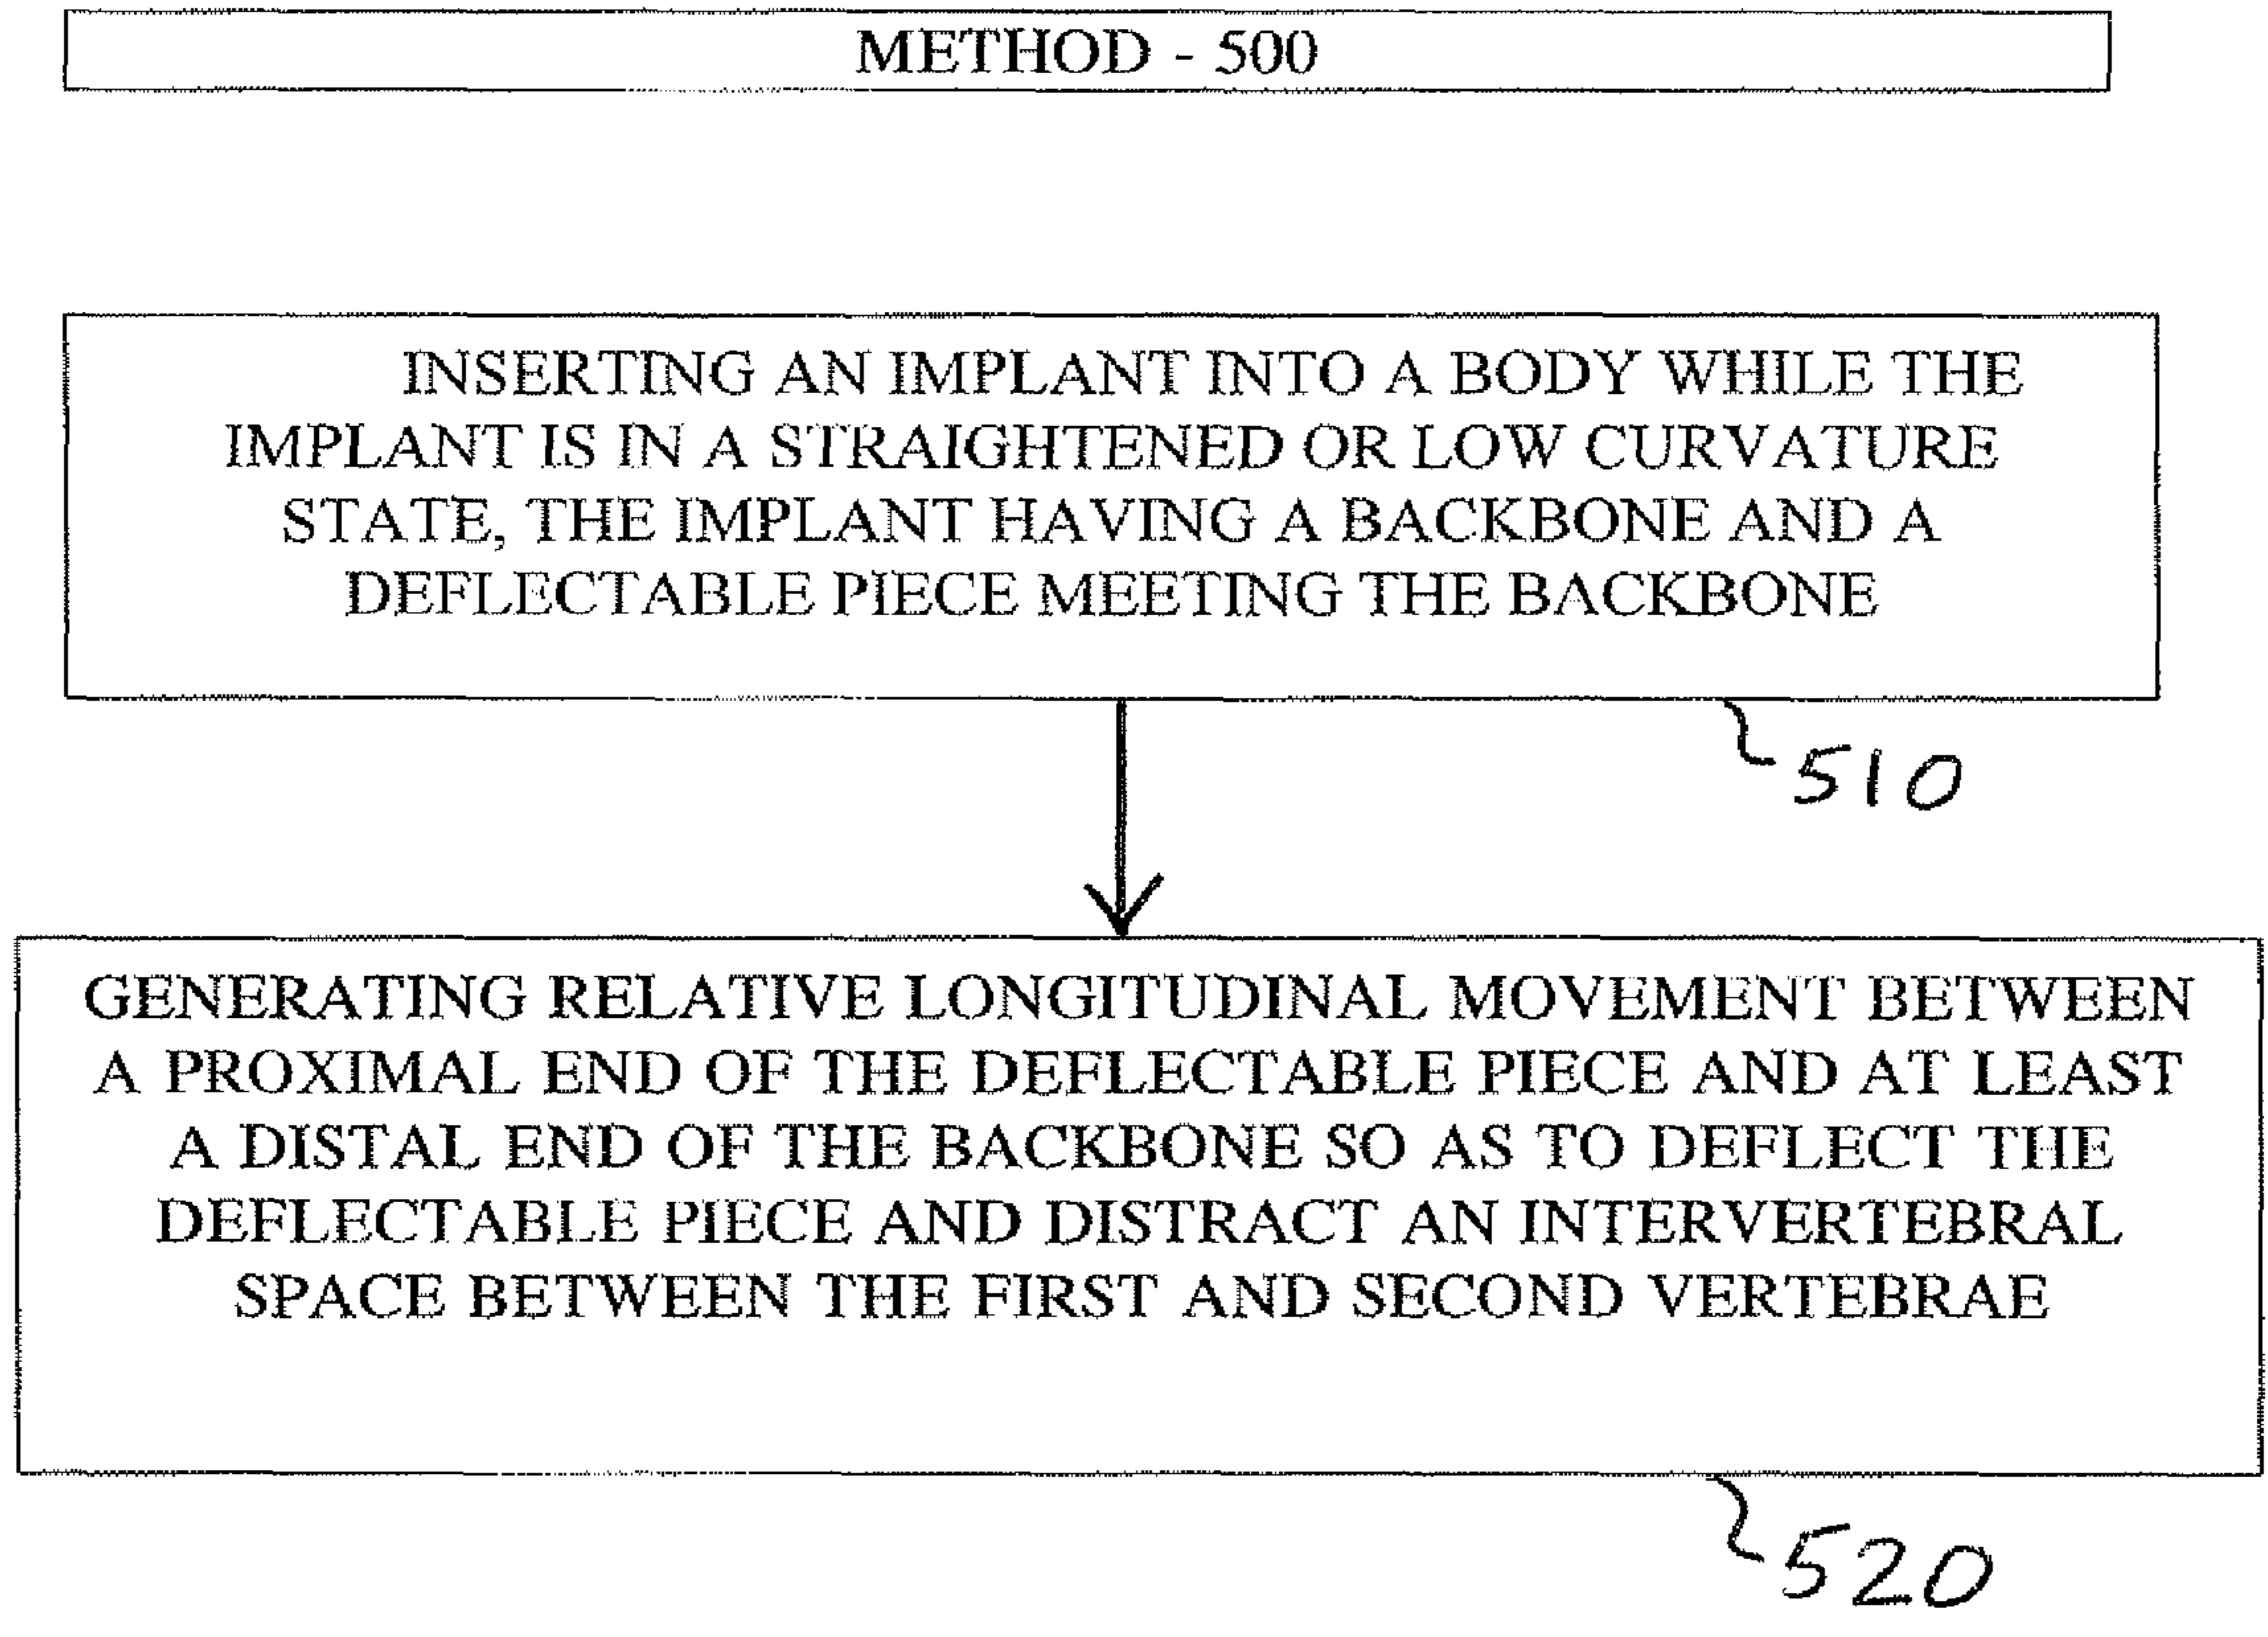 METHOD - 500
INSERTING AN IMPLANT INTO A BODY WHILE THE
IMPLANT IS IN A STRAIGHTENED OR LOW CURVATURE
STATE, THE IMPLANT HAVING A BACKBONE AND A
DEFLECTABLE PIECE MEETING THE BACKBONE
510
GENERATING RELATIVE LONGITUDINAL MOVEMENT BETWEEN
A PROXIMAL END OF THE DEFLECTABLE PIECE AND AT LEAST
A DISTAL END OF THE BACKBONE SO AS TO DEFLECT THE
DEFLECTABLE PIECE AND DISTRACT AN INTERVERTEBRAL
SPACE BETWEEN THE FIRST AND SECOND VERTEBRAE
520